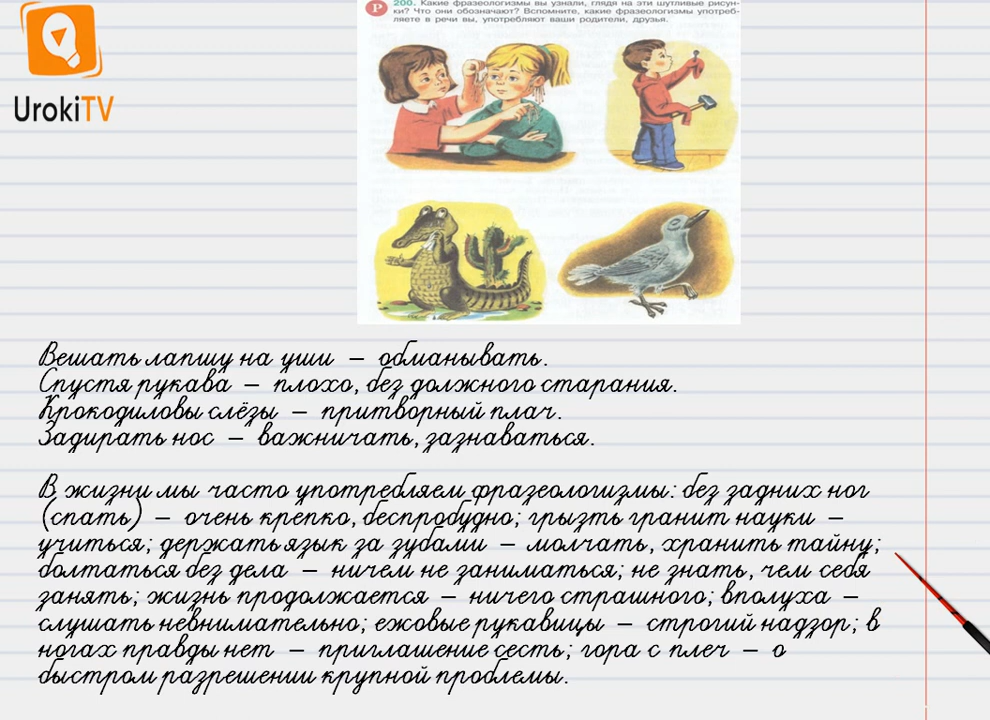 UrokiTV
Р 200. Какие фразеологизмы вы узнали, глядя на эти шутливые рисун-
ки? Что они обозначают? Вспомните, какие фразеологизмы употреб-
ляете в речи вы, употребляют ваши родители, друзья.
Вешать лапшу на уши – обманывать.
Спустя рукава – плохо, без должного старания.
Крокодиловы слёзы – притворный плач.
Задирать нос – важничать, зазнаваться.
В жизни мы часто употребляем фразеологизмы: без задних ног
(спать) – очень крепко, беспробудно; грызть гранит науки –
учиться; держать язык за зубами – молчать, хранить тайну;
болтаться без дела – ничем не заниматься; не знать, чем себя
занять; жизнь продолжается – ничего страшного; вполуха –
слушать невнимательно; ежовые рукавицы – строгий надзор; в
ногах правды нет – приглашение сесть; гора с плеч – о
быстром разрешении крупной проблемы.